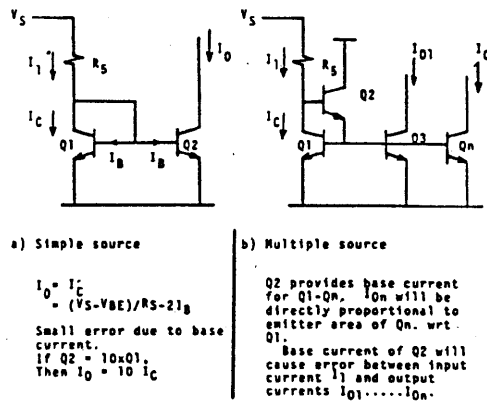 VS
I1
RS
IC
Q1
IB
IB
Q2
IO
VS
I1
RS
Q2
IC
Q1
IO1
Q3
Qn
a) Simple source
IO = IC
= (VS-VBE)/RS-2IB
Small error due to base
current.
If Q2 = 10xQ1,
Then IO = 10 IC
b) Multiple source
Q2 provides base current
for Q1-Qn. IOn will be
directly proportional to
emitter area of Qn. wrt
Q1.
Base current of Q2 will
cause error between input
current I1 and output
currents IO1.....IOn.